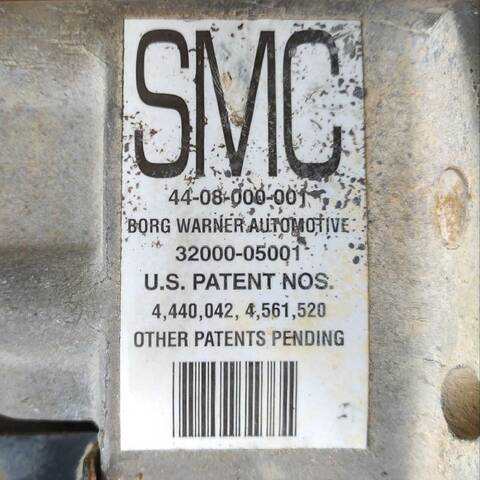 SMC
44-08-000-001
BORG WARNER AUTOMOTIVE
32000-05001
U.S. PATENT NOS.
4,440,042, 4,561,520
OTHER PATENTS PENDING